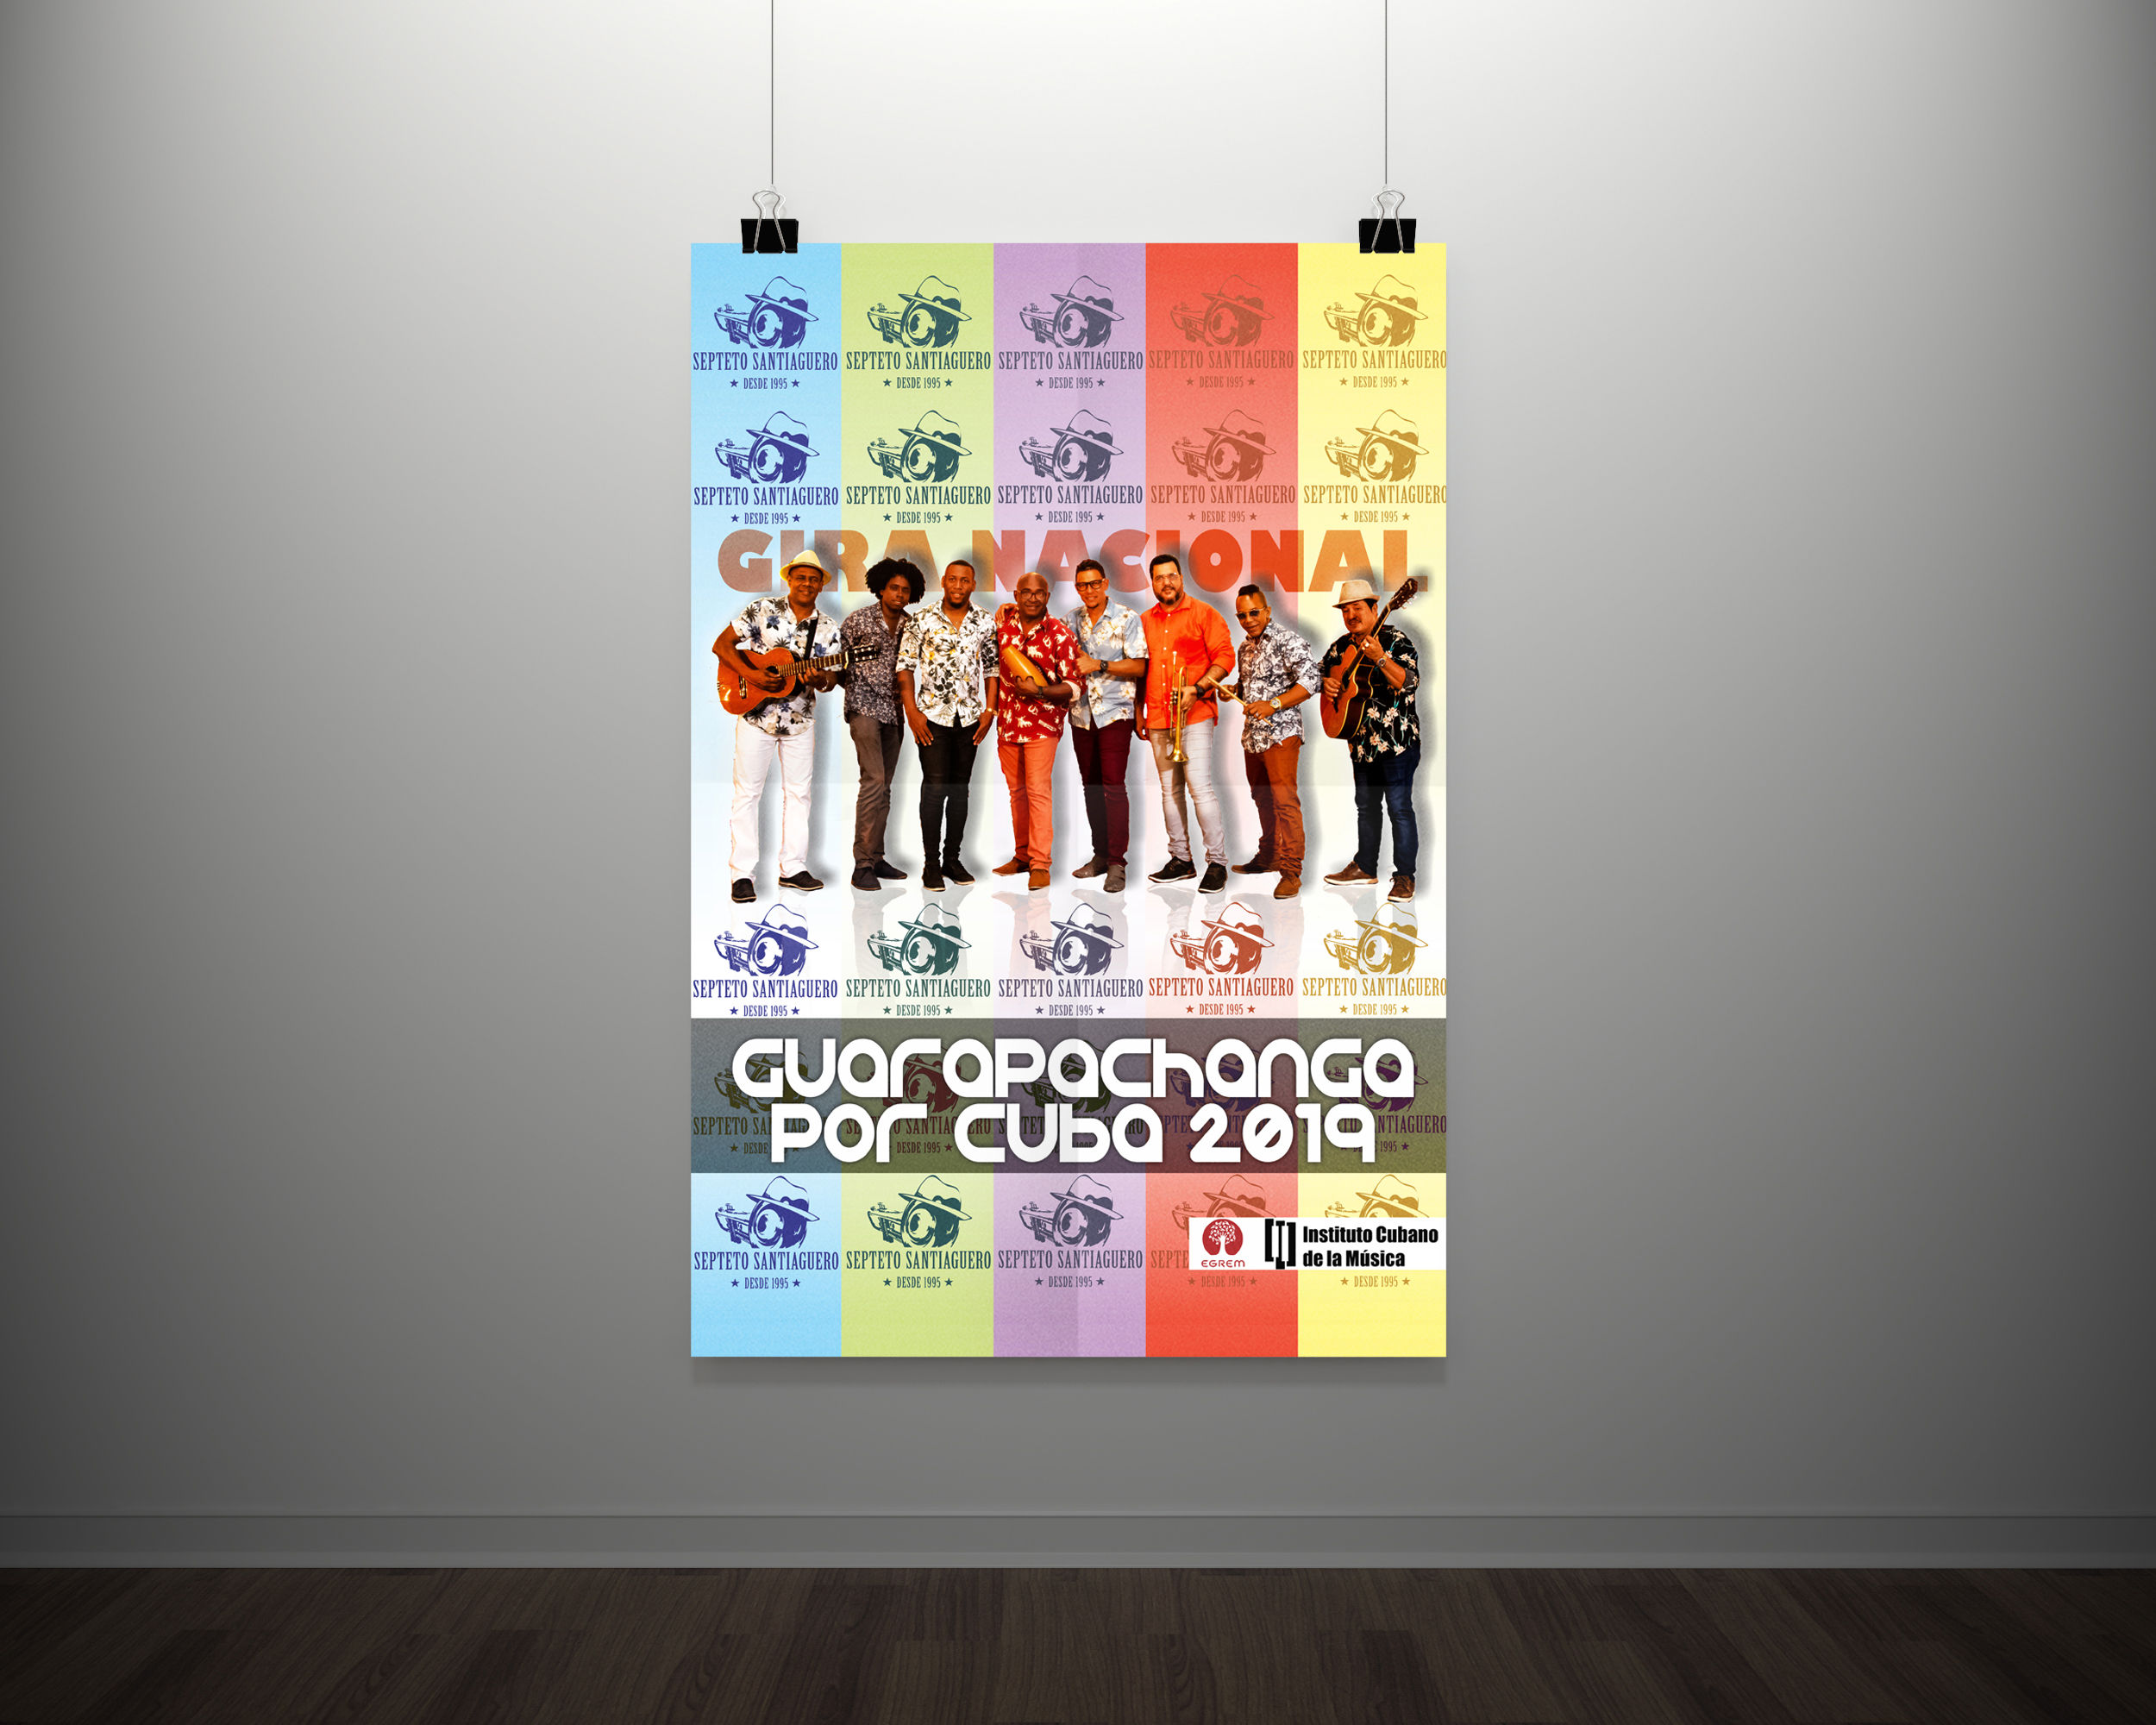 SEPTETO SANTIAGUERO SEPTETO SANTIAGUERO SEPTETO SANTIAGUERO SEPTETO SANTIAGUERO SEPTETO SANTIAGUERO
★ DESDE 1995 ★ ★ DESDE 1995 ★ ★ DESDE 1995 ★ ★ DESDE 1995 ★ ★ DESDE 1995 ★
SEPTETO SANTIAGUERO SEPTETO SANTIAGUERO SEPTETO SANTIAGUERO SEPTETO SANTIAGUERO SEPTETO SANTIAGUERO
★ DESDE 1995 ★ ★ DESDE 1995 ★ ★ DESDE 1995 ★ ★ DESDE 1995 ★ ★ DESDE 1995 ★
GIRA NACIONAL
SEPTETO SANTIAGUERO SEPTETO SANTIAGUERO SEPTETO SANTIAGUERO SEPTETO SANTIAGUERO SEPTETO SANTIAGUERO
★ DESDE 1995 ★ ★ DESDE 1995 ★ ★ DESDE 1995 ★ ★ DESDE 1995 ★ ★ DESDE 1995 ★
Guarapachanga
por Cuba 2019
SEPTETO SANTIAGUERO SEPTETO SANTIAGUERO SEPTETO SANTIAGUERO
★ DESDE 1995 ★ ★ DESDE 1995 ★ ★ DESDE 1995 ★ ★ DESDE 1995 ★ ★ DESDE 1995 ★
EGREM
Instituto Cubano
de la Música